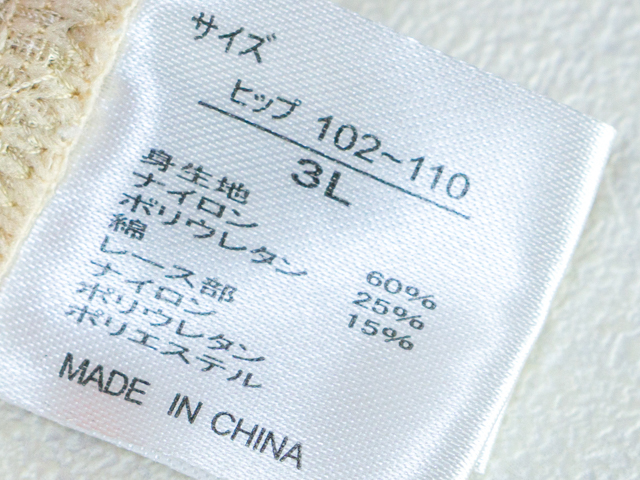 サイズ
ヒップ 102~110
3L
身生地
ナイロン 60%
ポリウレタン 25%
綿 15%
レース部
ナイロン
ポリウレタン
ポリエステル
MADE IN CHINA